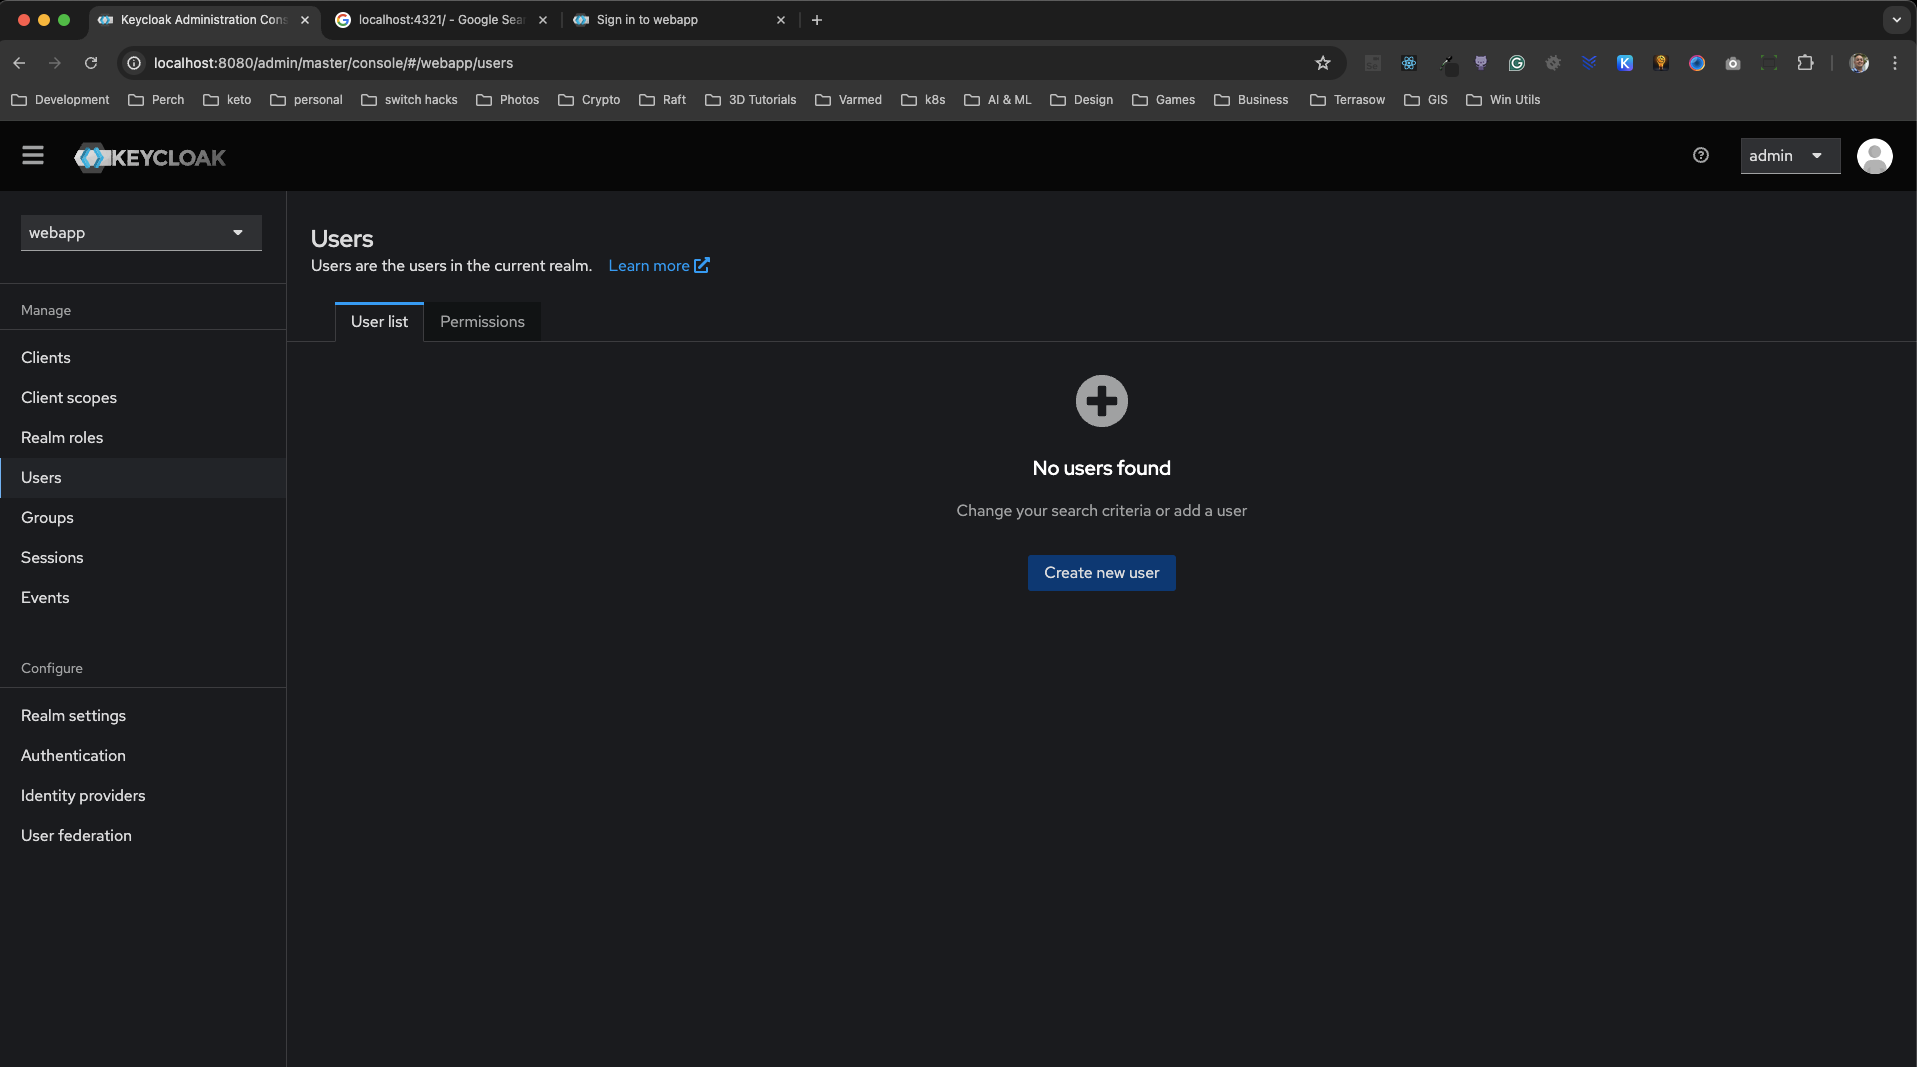 Keycloak Administration Cons
localhost:4321/ - Google Sear
Sign in to webapp
localhost:8080/admin/master/console/#/webapp/users
Development
Perch
keto
personal
switch hacks
Photos
Crypto
Raft
3D Tutorials
Varmed
k8s
AI & ML
Design
Games
Business
Terrasow
GIS
Win Utils
KEYCLOAK
admin
webapp
Manage
Clients
Client scopes
Realm roles
Users
Groups
Sessions
Events
Configure
Realm settings
Authentication
Identity providers
User federation
Users
Users are the users in the current realm. Learn more
User list
Permissions
No users found
Change your search criteria or add a user
Create new user